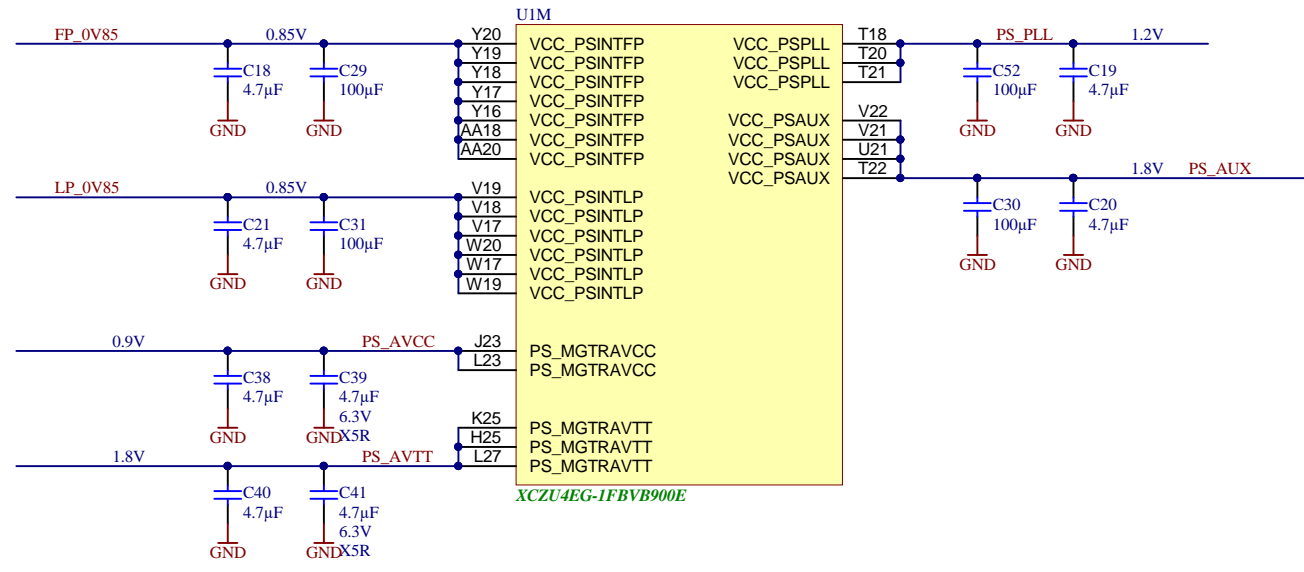 U1M
FP_0V85 0.85V
C18
4.7µF
GND
C29
100µF
GND
Y20 VCC_PSINTFP
Y19 VCC_PSINTFP
Y18 VCC_PSINTFP
Y17 VCC_PSINTFP
Y16 VCC_PSINTFP
AA18 VCC_PSINTFP
AA20 VCC_PSINTFP
LP_0V85 0.85V
C21
4.7µF
GND
C31
100µF
GND
V19 VCC_PSINTLP
V18 VCC_PSINTLP
V17 VCC_PSINTLP
W20 VCC_PSINTLP
W17 VCC_PSINTLP
W19 VCC_PSINTLP
0.9V PS_AVCC
C38
4.7µF
GND
C39
4.7µF
6.3V
X5R
GND
J23 PS_MGTRAVCC
L23 PS_MGTRAVCC
K25 PS_MGTRAVTT
H25 PS_MGTRAVTT
L27 PS_MGTRAVTT
1.8V PS_AVTT
C40
4.7µF
GND
C41
4.7µF
6.3V
X5R
GND
VCC_PSPLL T18
VCC_PSPLL T20
VCC_PSPLL T21
PS_PLL 1.2V
C52
100µF
GND
C19
4.7µF
GND
VCC_PSAUX V22
VCC_PSAUX V21
VCC_PSAUX U21
VCC_PSAUX T22
1.8V PS_AUX
C30
100µF
GND
C20
4.7µF
GND
XCZU4EG-1FBVB900E